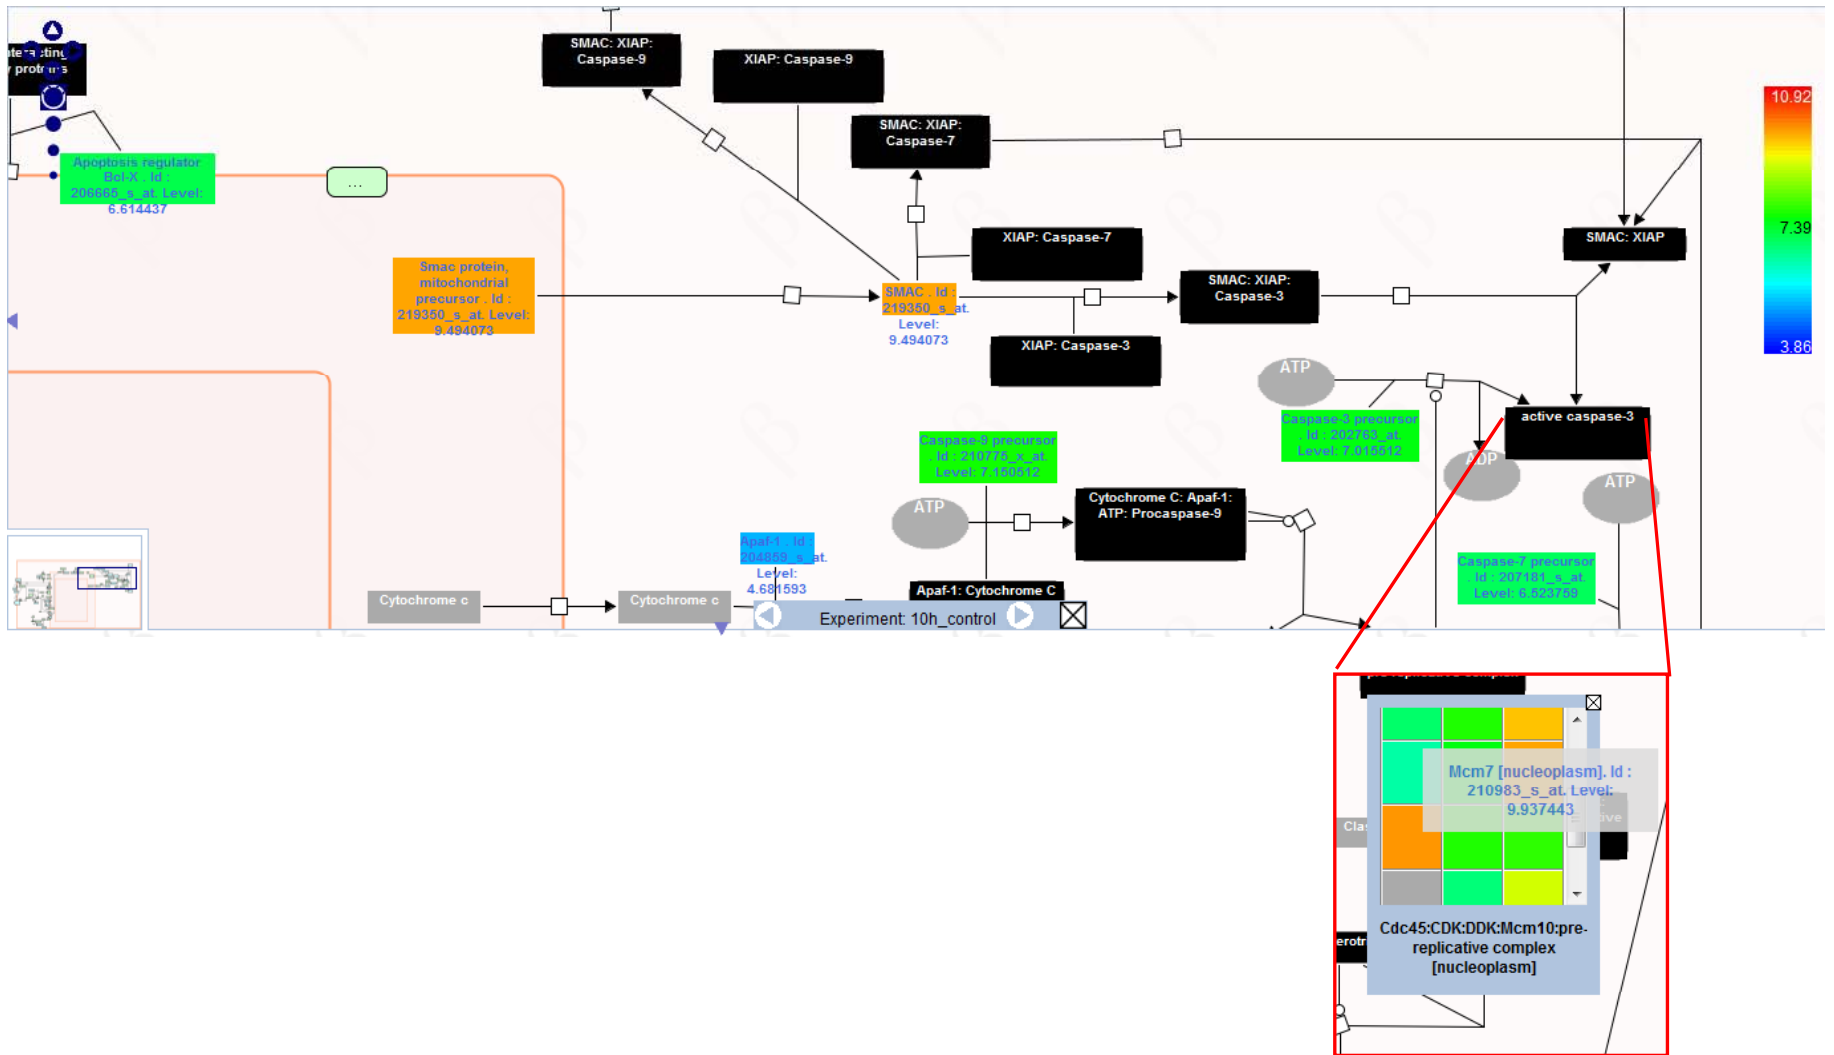 SMAC: XIAP:
Caspase-9
XIAP: Caspase-9
nteracting
proteins
10.92
SMAC: XIAP:
Caspase-7
Apoptosis regulator
Bcl-X . Id :
206665_s_at. Level:
6.614437
...
7.39
XIAP: Caspase-7
SMAC: XIAP
Smac protein,
mitochondrial
precursor . Id :
219350_s_at. Level:
9.494073
SMAC: XIAP:
Caspase-3
SMAC . Id :
219350_s_at.
Level:
9.494073
XIAP: Caspase-3
3.86
ATP
Caspase-3 precursor
. Id : 202763_at.
Level: 7.015512
active caspase-3
Caspase-9 precursor
. Id : 210775_x_at.
Level: 7.150512
ADP
ATP
ATP
Cytochrome C: Apaf-1:
ATP: Procaspase-9
Apaf-1 . Id :
204859_s_at.
Level:
4.681593
Caspase-7 precursor
. Id : 207181_s_at.
Level: 6.523759
Apaf-1: Cytochrome C
Cytochrome c
Cytochrome c
Experiment: 10h_control
Mcm7 [nucleoplasm]. Id :
210983_s_at. Level:
9.937443
Clas
ive
Cdc45:CDK:DDK:Mcm10:pre-
replicative complex
[nucleoplasm]
erotr